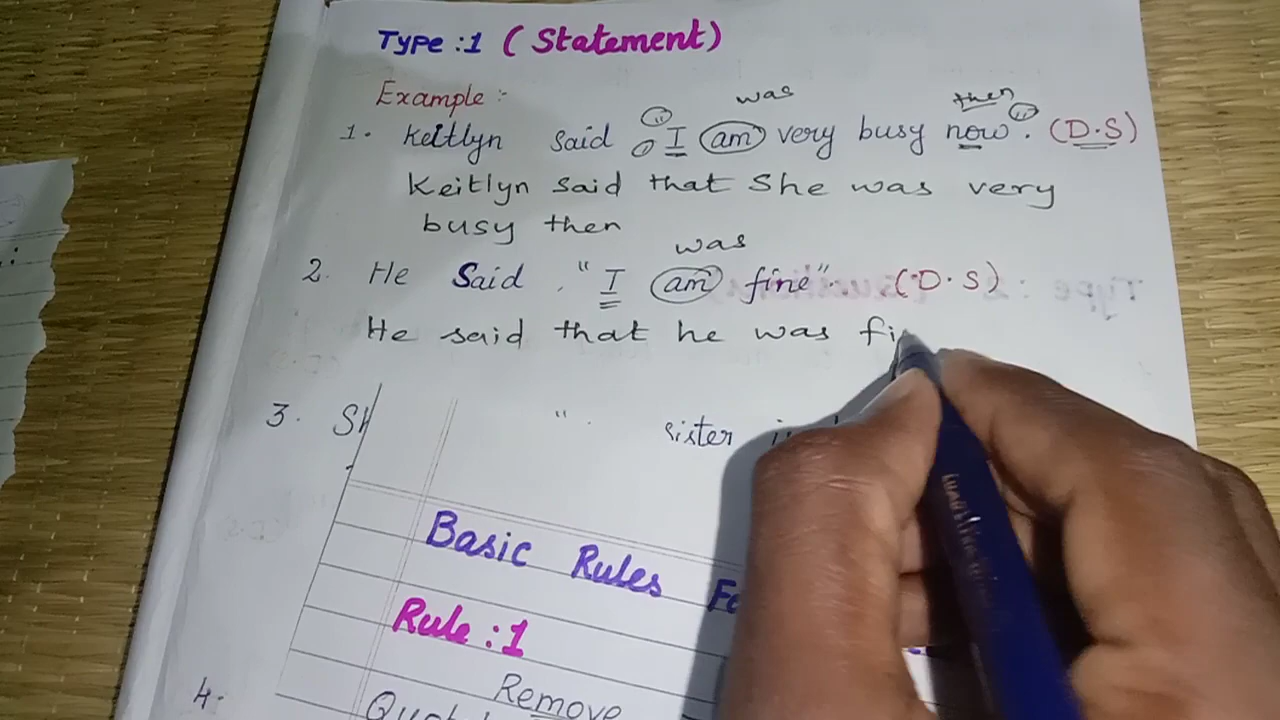 Type :1 (Statement)
Example :-
was then
1. Keitlyn said " I am very busy now". (D.S)
Keitlyn said that She was very
busy then
was
2. He Said, "I am fine". (D.S)
He said that he was fi
3. Sh " sister
Basic Rules Fo
Rule :1
Remove
4.